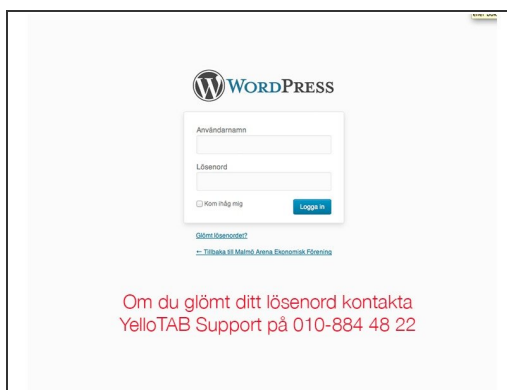 WORDPRESS
Användarnamn
Lösenord
Kom ihåg mig
Logga in
Glömt lösenordet?
← Tillbaka till Malmö Arena Ekonomisk Förening
Om du glömt ditt lösenord kontakta
YelloTAB Support på 010-884 48 22